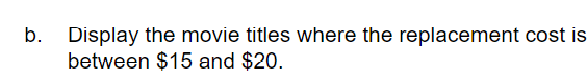 b. Display the movie titles where the replacement cost is
between $15 and $20.